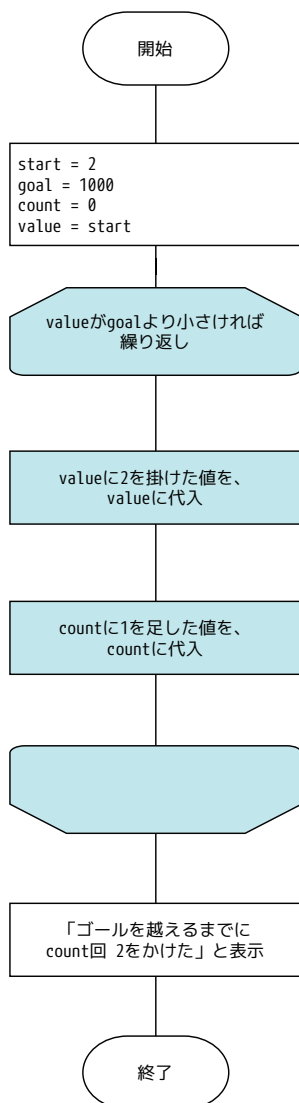 開始
start = 2
goal = 1000
count = 0
value = start
valueがgoalより小さければ
繰り返し
valueに2を掛けた値を、
valueに代入
countに1を足した値を、
countに代入
「ゴールを越えるまでに
count回 2をかけた」と表示
終了